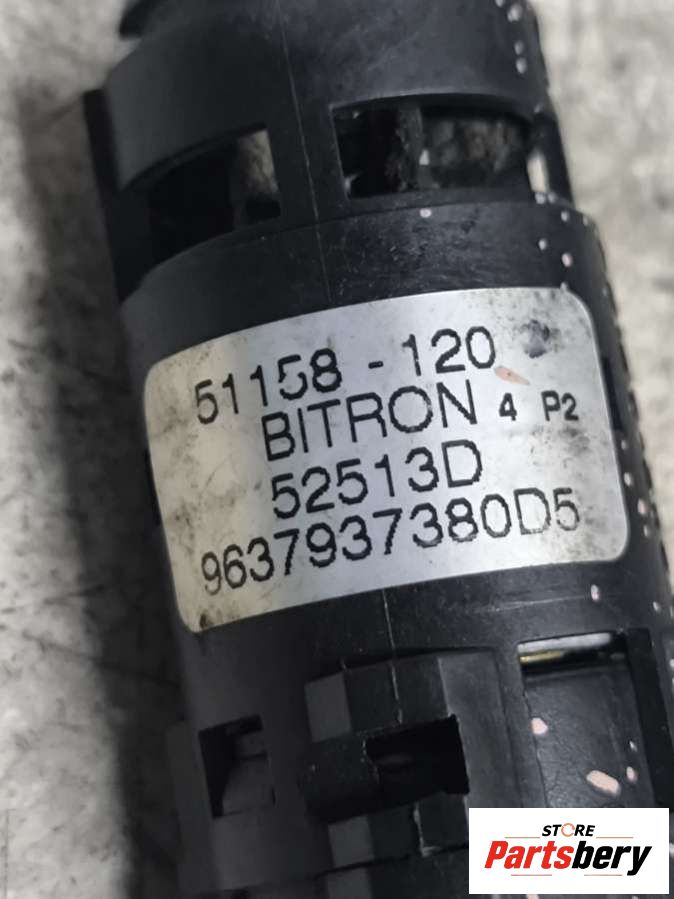 51158 - 120
BITRON 4 P2
52513D
9637937380D5
STORE
Partsbery